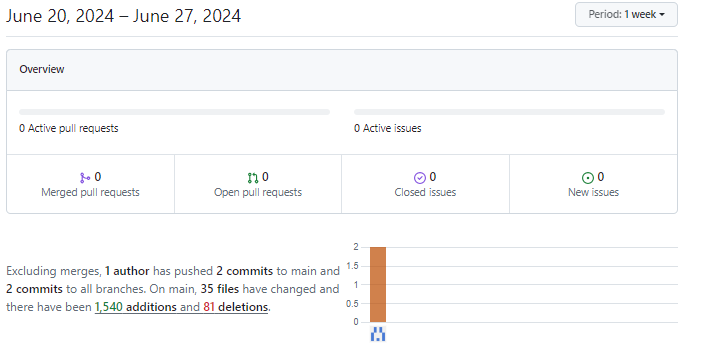 June 20, 2024 – June 27, 2024
Period: 1 week
Overview
0 Active pull requests
0 Active issues
0
Merged pull requests
0
Open pull requests
0
Closed issues
0
New issues
Excluding merges, 1 author has pushed 2 commits to main and
2 commits to all branches. On main, 35 files have changed and
there have been 1,540 additions and 81 deletions.
2
1.5
1
0.5
0